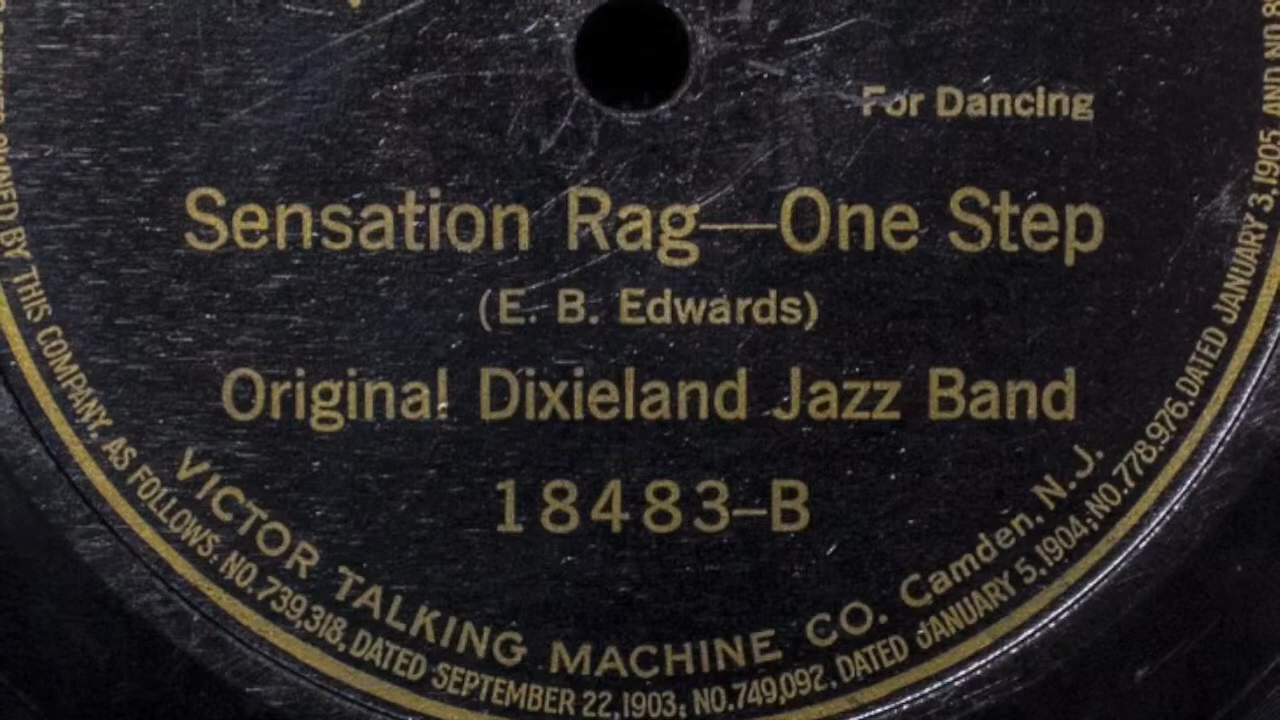 For Dancing
Sensation Rag—One Step
(E. B. Edwards)
Original Dixieland Jazz Band
18483-B
VICTOR TALKING MACHINE CO. Camden, N.J.
OWNED BY THIS COMPANY, AS FOLLOWS: NO. 739,318, DATED SEPTEMBER 22, 1903; NO. 749,092, DATED JANUARY 5, 1904; NO. 778,976, DATED JANUARY 3, 1905, AND NO.